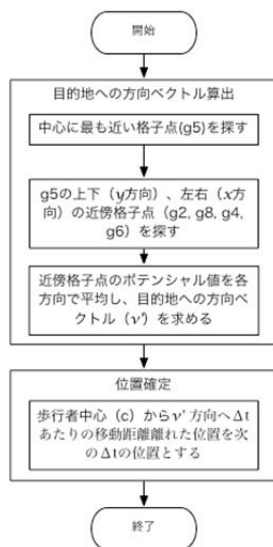 開始
目的地への方向ベクトル算出
中心に最も近い格子点(g5)を探す
g5の上下（y方向）、左右（x方
向）の近傍格子点（g2, g8, g4,
g6）を探す
近傍格子点のポテンシャル値を各
方向で平均し、目的地への方向ベ
クトル（v'）を求める
位置確定
歩行者中心（c）からv' 方向へΔt
あたりの移動距離離れた位置を次
のΔtの位置とする
終了